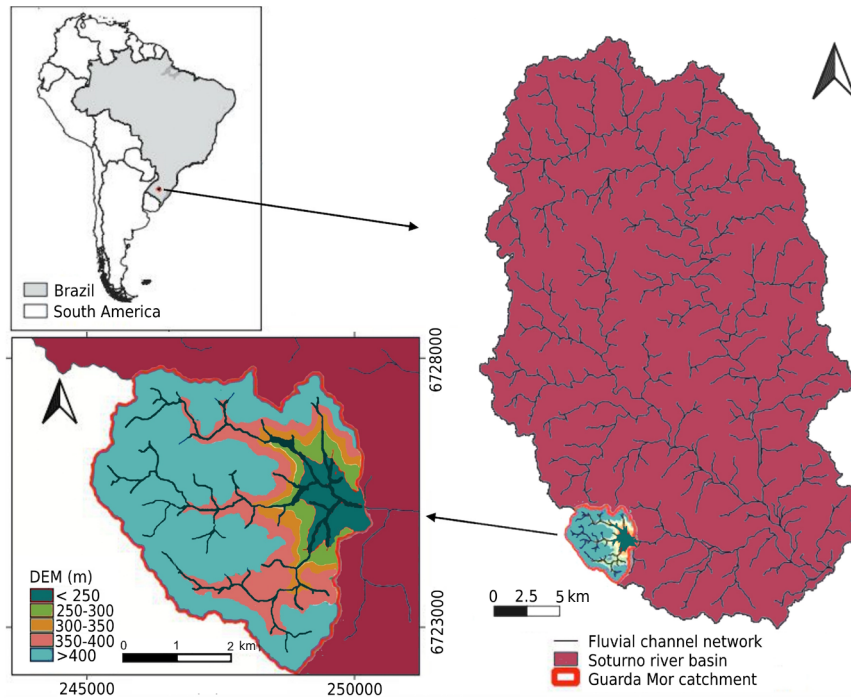 Brazil
South America
6728000
6723000
DEM (m)
< 250
250-300
300-350
350-400
>400
0 1 2 km
245000 250000
0 2.5 5 km
Fluvial channel network
Soturno river basin
Guarda Mor catchment